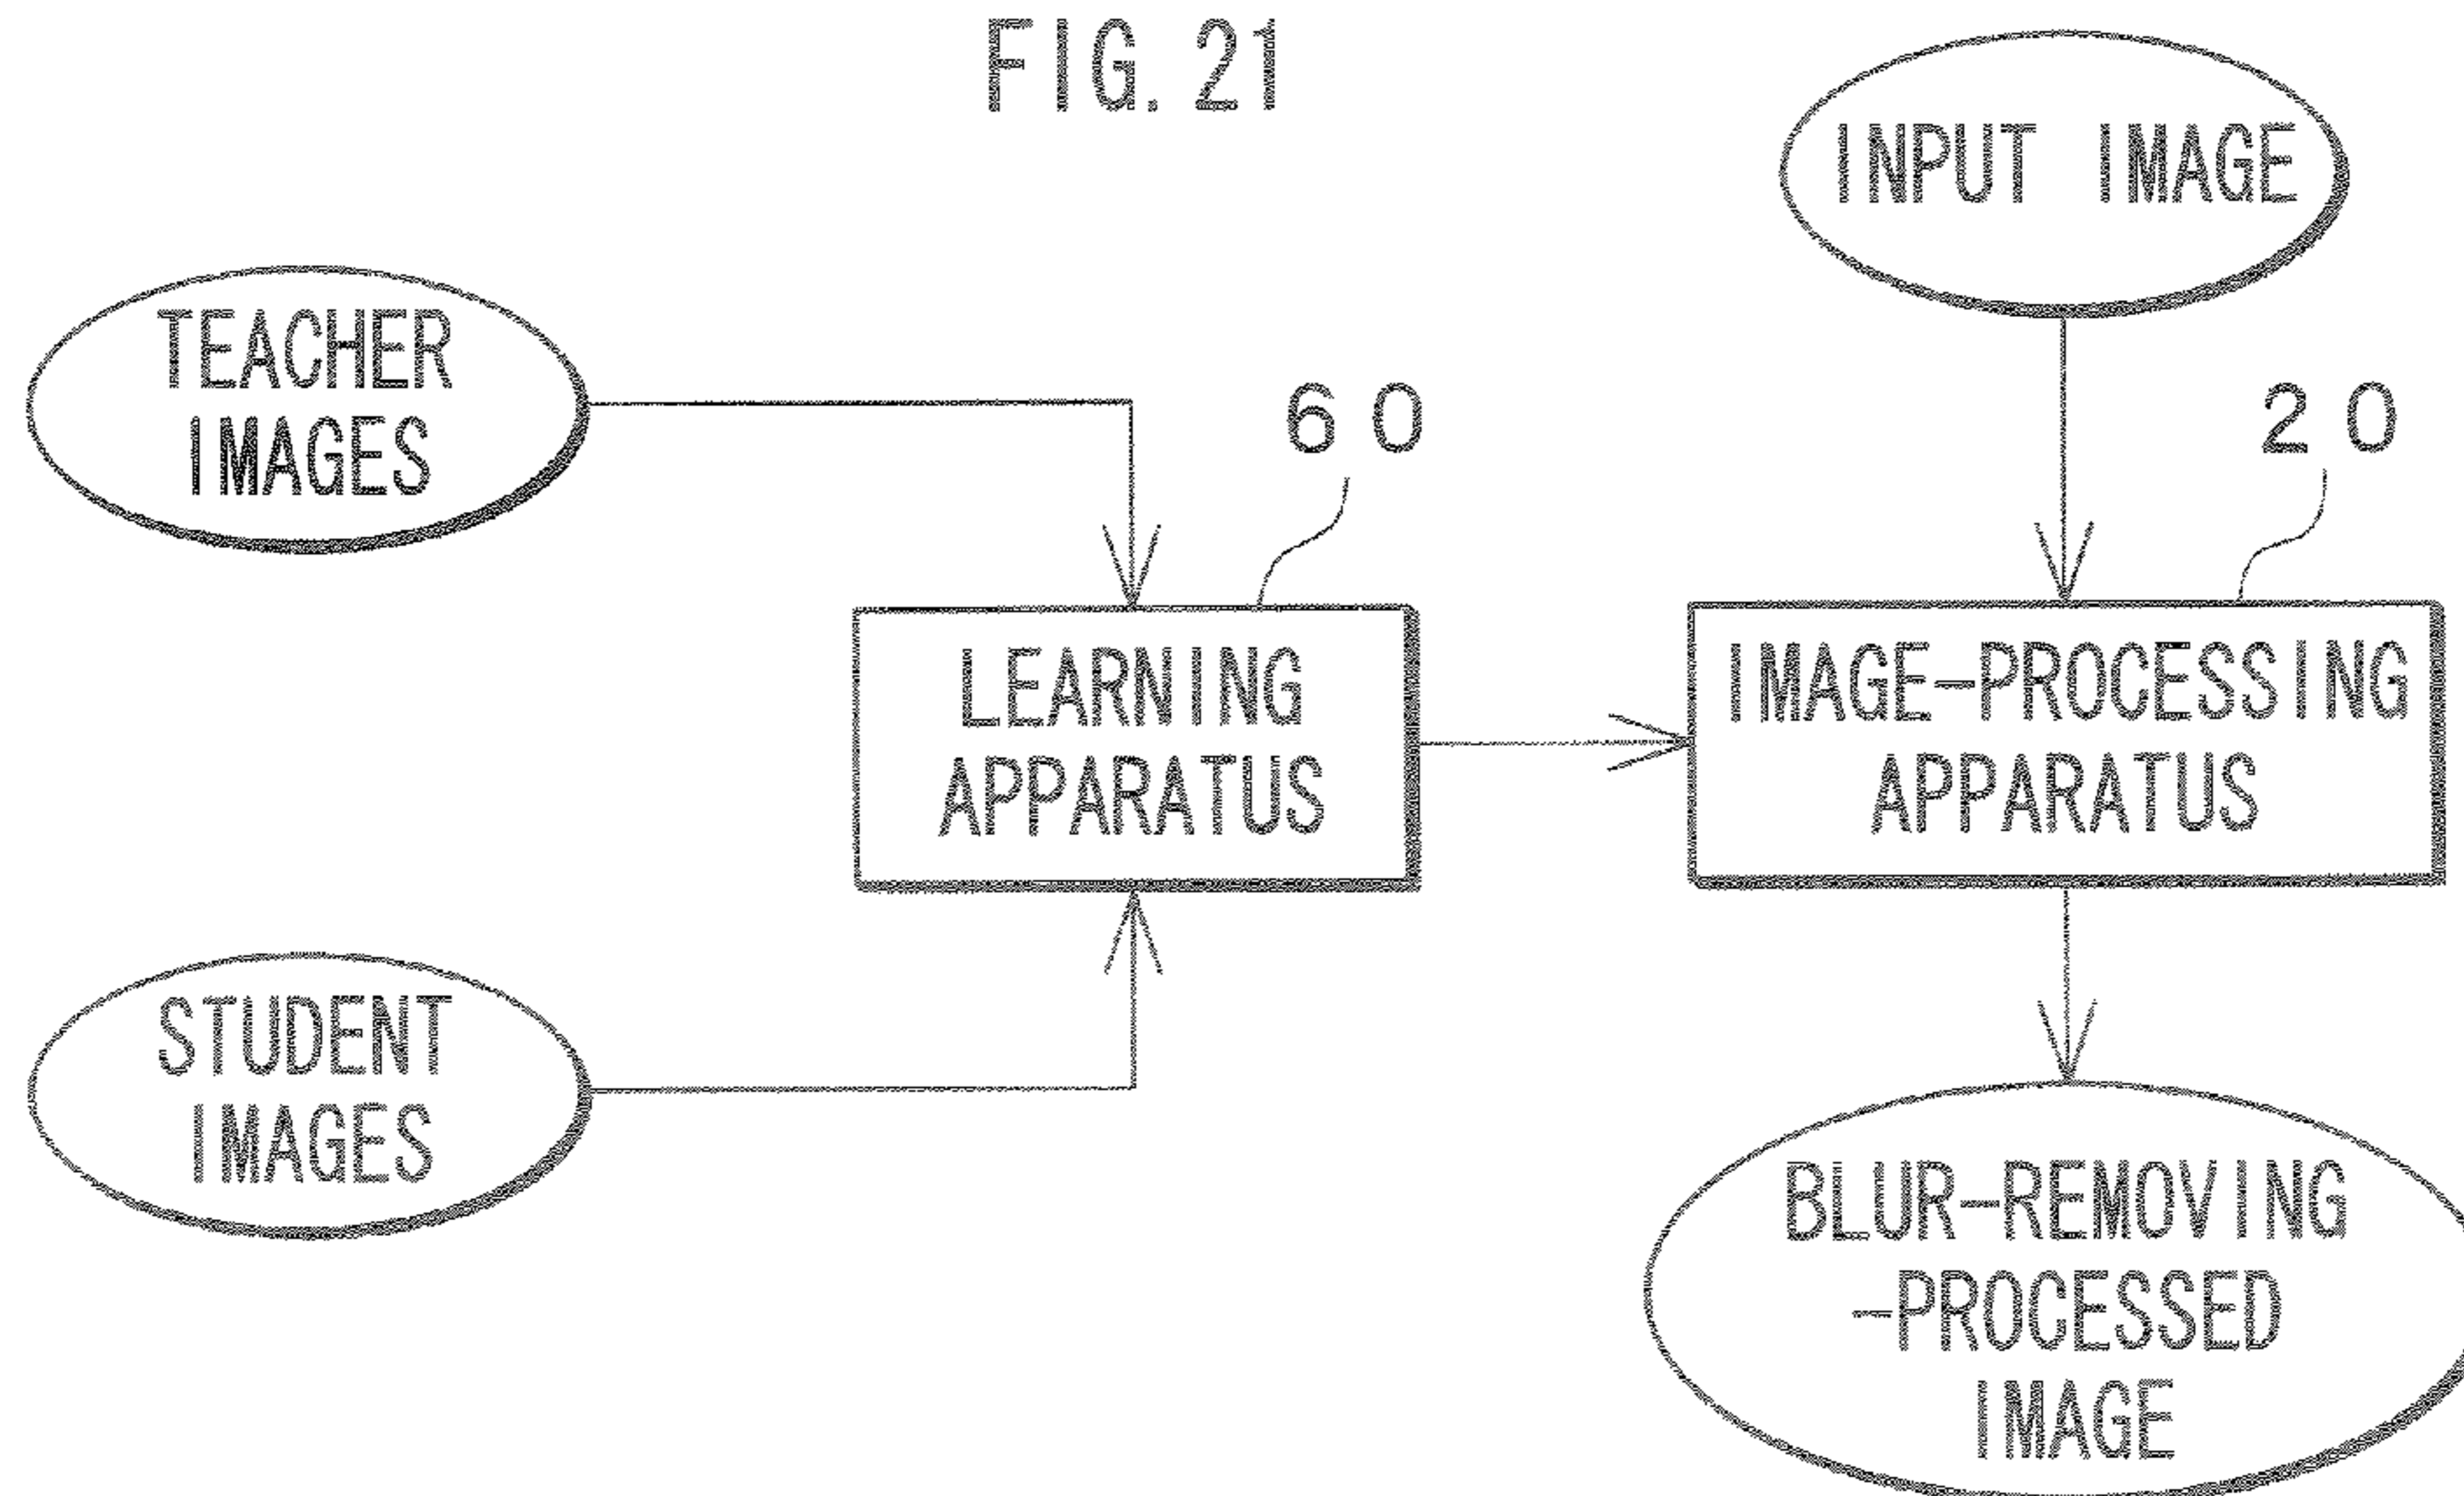 FIG. 21
INPUT IMAGE
TEACHER
IMAGES
60
20
LEARNING
APPARATUS
IMAGE-PROCESSING
APPARATUS
STUDENT
IMAGES
BLUR-REMOVING
-PROCESSED
IMAGE